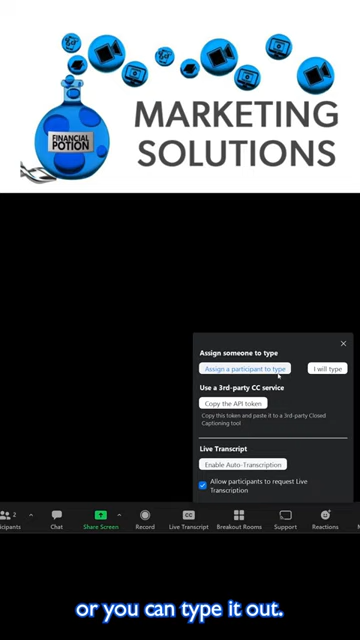 FINANCIAL
POTION
MARKETING
SOLUTIONS
Assign someone to type
Assign a participant to type
I will type
Use a 3rd-party CC service
Copy the API token
Copy this token and paste it to a 3rd-party Closed
Captioning tool
Live Transcript
Enable Auto-Transcription
Allow participants to request Live
Transcription
2
Chat
Share Screen
Record
Live Transcript
Breakout Rooms
Support
Reactions
or you can type it out.